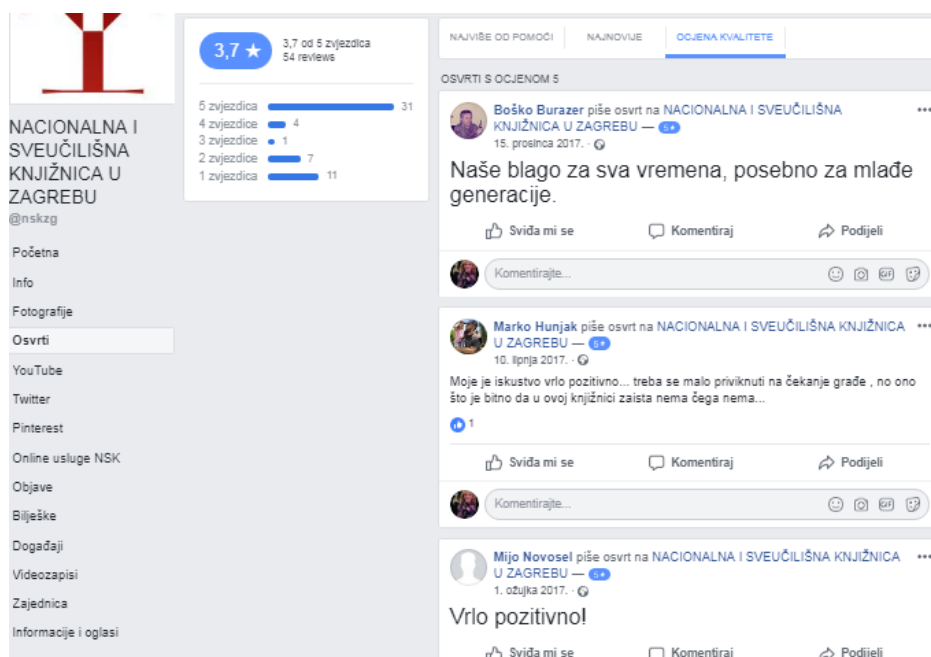 NACIONALNA I
SVEUČILIŠNA
KNJIŽNICA U
ZAGREBU
@nskzg
Početna
Info
Fotografije
Osvrti
YouTube
Twitter
Pinterest
Online usluge NSK
Objave
Bilješke
Događaji
Videozapisi
Zajednica
Informacije i oglasi
3,7 ★
3,7 od 5 zvjezdica
54 reviews
5 zvjezdica 31
4 zvjezdice 4
3 zvjezdice 1
2 zvjezdice 7
1 zvjezdica 11
NAJVIŠE OD POMOĆI NAJNOVIJE OCJENA KVALITETE
OSVRTI S OCJENOM 5
Boško Burazer piše osvrt na NACIONALNA I SVEUČILIŠNA
KNJIŽNICA U ZAGREBU — 5★
15. prosinca 2017. ·
Naše blago za sva vremena, posebno za mlađe
generacije.
Sviđa mi se Komentiraj Podijeli
Komentirajte... GIF
Marko Hunjak piše osvrt na NACIONALNA I SVEUČILIŠNA KNJIŽNICA
U ZAGREBU — 5★
10. lipnja 2017. ·
Moje je iskustvo vrlo pozitivno... treba se malo priviknuti na čekanje građe , no ono
što je bitno da u ovoj knjižnici zaista nema čega nema...
1
Sviđa mi se Komentiraj Podijeli
Komentirajte... GIF
Mijo Novosel piše osvrt na NACIONALNA I SVEUČILIŠNA KNJIŽNICA
U ZAGREBU — 5★
1. ožujka 2017. ·
Vrlo pozitivno!
Sviđa mi se Komentiraj Podijeli